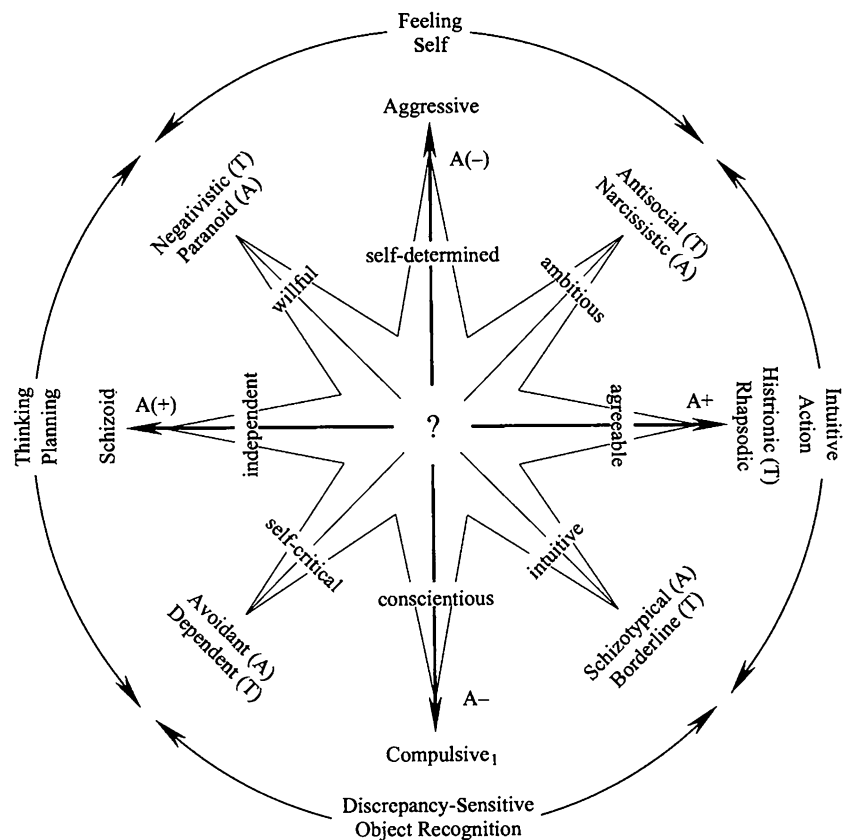 Feeling
Self
Aggressive
A(–)
Negativistic (T)
Paranoid (A)
Antisocial (T)
Narcissistic (A)
self-determined
willful
ambitious
Thinking
Planning
Schizoid
A(+)
independent
?
agreeable
A+
Histrionic (T)
Rhapsodic
Intuitive
Action
self-critical
intuitive
conscientious
Avoidant (A)
Dependent (T)
Schizotypical (A)
Borderline (T)
A–
Compulsive₁
Discrepancy-Sensitive
Object Recognition